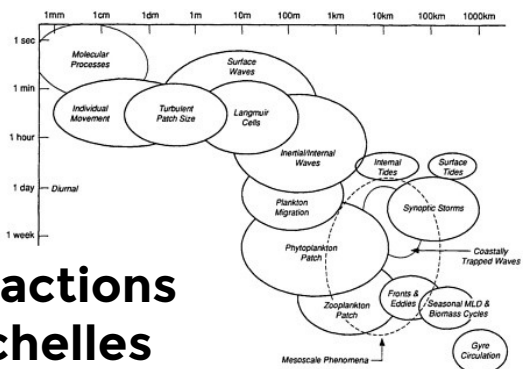 1mm 1cm 1dm 10m 100m 10km 100km 1000km
1 sec
Molecular
Processes
Surface
Waves
1 min
Individual
Movement
Turbulent
Patch Size
Langmuir
Cells
1 hour
Inertial/Internal
Waves
Internal
Tides
Surface
Tides
1 day
Diurnal
Plankton
Migration
Synoptic Storms
1 week
Phytoplankton
Patch
Coastally
Trapped Waves
actions
chelles
Zooplankton
Patch
Fronts &
Eddies
Seasonal MLD &
Biomass Cycles
Gyre
Circulation
Mesoscale Phenomena